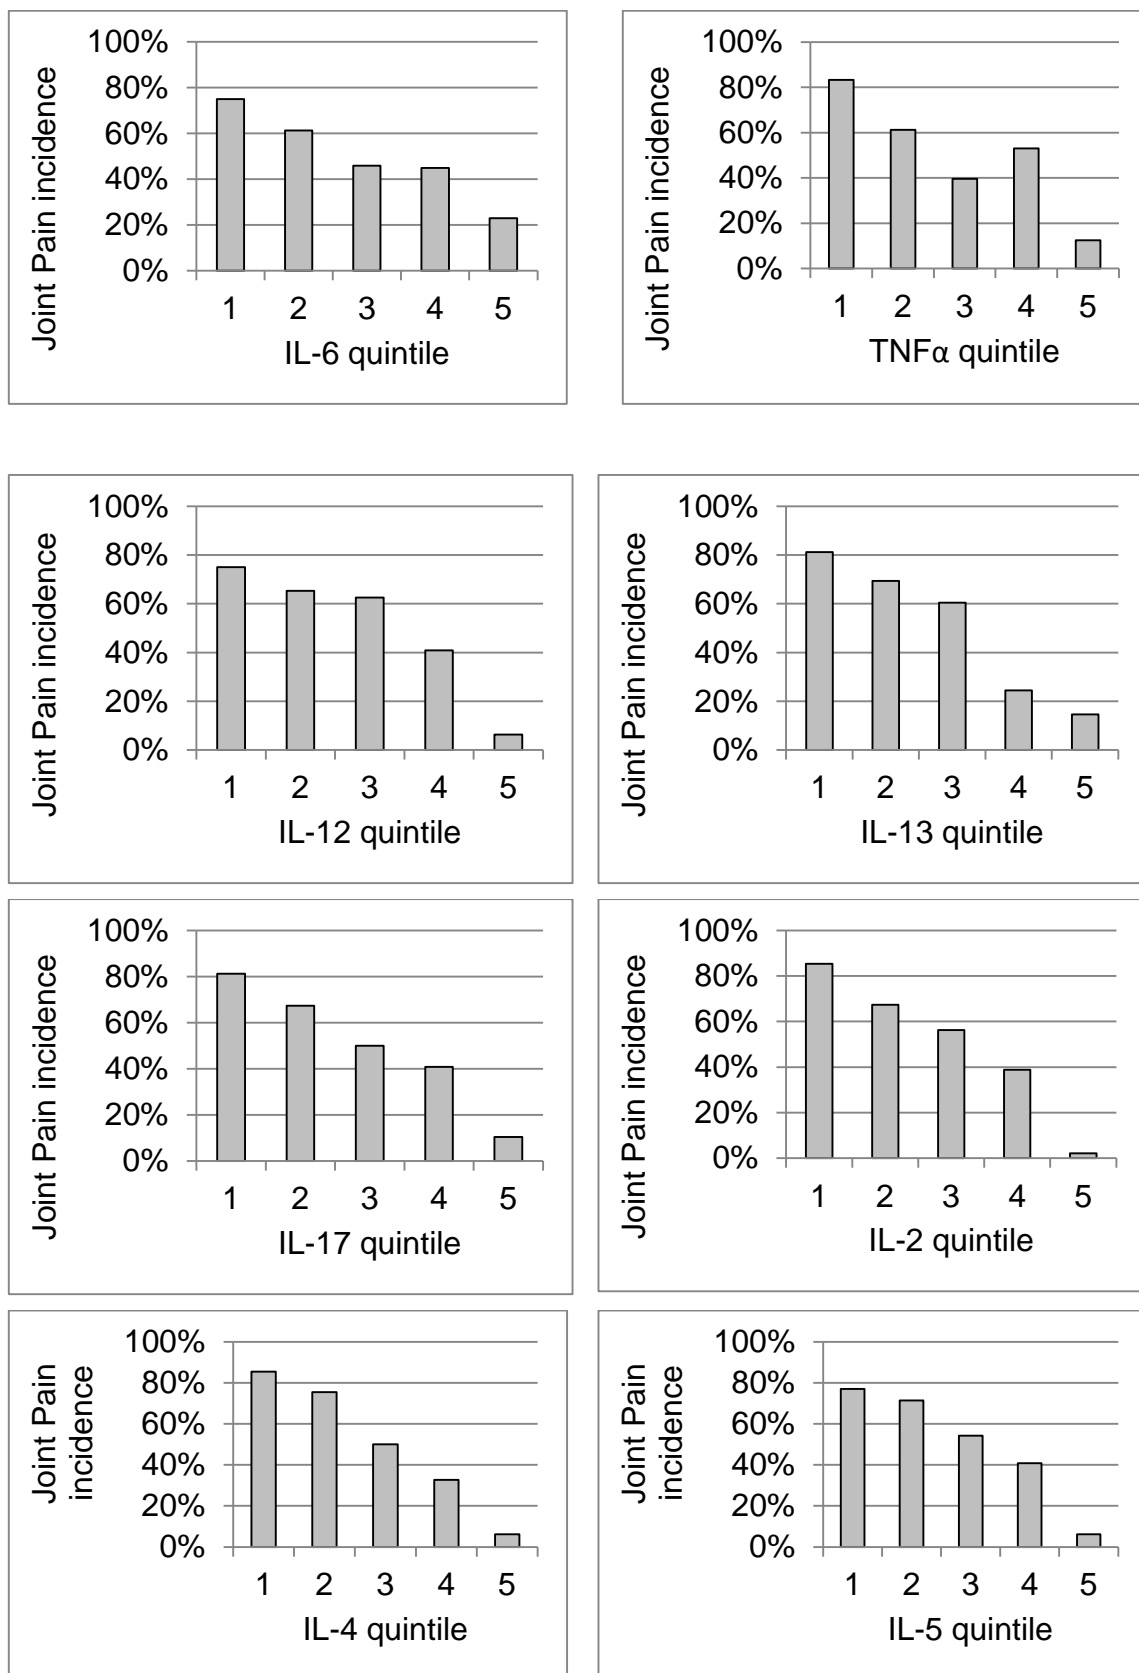 100%
80%
60%
40%
20%
0%
Joint Pain incidence
1 2 3 4 5
IL-6 quintile
100%
80%
60%
40%
20%
0%
Joint Pain incidence
1 2 3 4 5
TNFα quintile
100%
80%
60%
40%
20%
0%
Joint Pain incidence
1 2 3 4 5
IL-12 quintile
100%
80%
60%
40%
20%
0%
Joint Pain incidence
1 2 3 4 5
IL-13 quintile
100%
80%
60%
40%
20%
0%
Joint Pain incidence
1 2 3 4 5
IL-17 quintile
100%
80%
60%
40%
20%
0%
Joint Pain incidence
1 2 3 4 5
IL-2 quintile
100%
80%
60%
40%
20%
0%
Joint Pain
incidence
1 2 3 4 5
IL-4 quintile
100%
80%
60%
40%
20%
0%
Joint Pain
incidence
1 2 3 4 5
IL-5 quintile